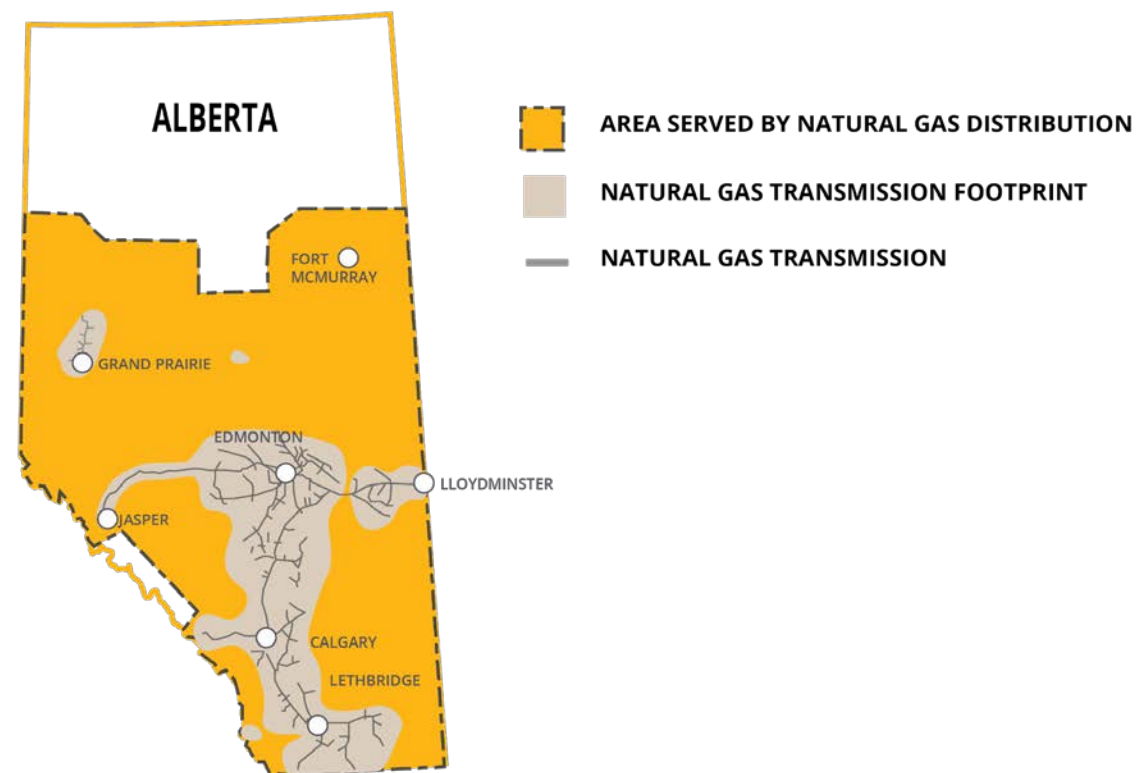 ALBERTA
AREA SERVED BY NATURAL GAS DISTRIBUTION
NATURAL GAS TRANSMISSION FOOTPRINT
NATURAL GAS TRANSMISSION
FORT
MCMURRAY
GRAND PRAIRIE
EDMONTON
LLOYDMINSTER
JASPER
CALGARY
LETHBRIDGE